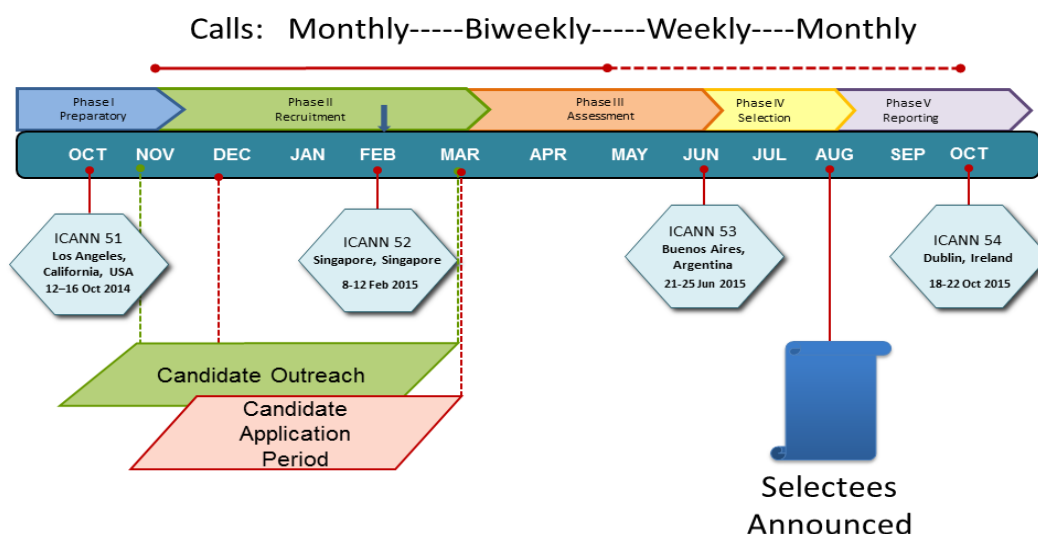 Calls: Monthly-----Biweekly-----Weekly----Monthly
Phase I
Preparatory
Phase II
Recruitment
Phase III
Assessment
Phase IV
Selection
Phase V
Reporting
OCT NOV DEC JAN FEB MAR APR MAY JUN JUL AUG SEP OCT
ICANN 51
Los Angeles,
California, USA
12–16 Oct 2014
ICANN 52
Singapore, Singapore
8-12 Feb 2015
ICANN 53
Buenos Aires,
Argentina
21-25 Jun 2015
ICANN 54
Dublin, Ireland
18-22 Oct 2015
Candidate Outreach
Candidate
Application
Period
Selectees
Announced